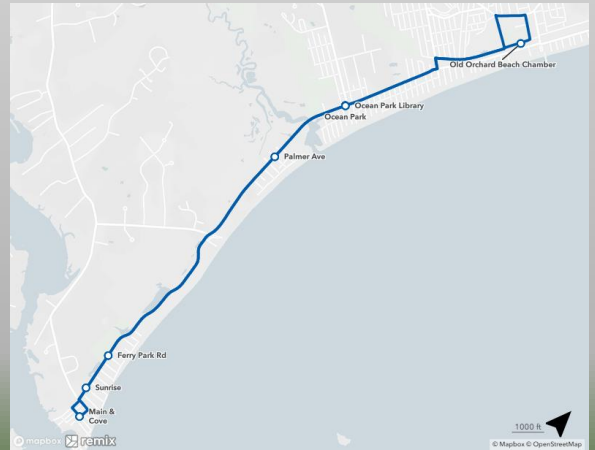 Old Orchard Beach Chamber
Ocean Park Library
Ocean Park
Palmer Ave
Ferry Park Rd
Sunrise
Main &
Cove
1000 ft
mapbox remix
© Mapbox © OpenStreetMap